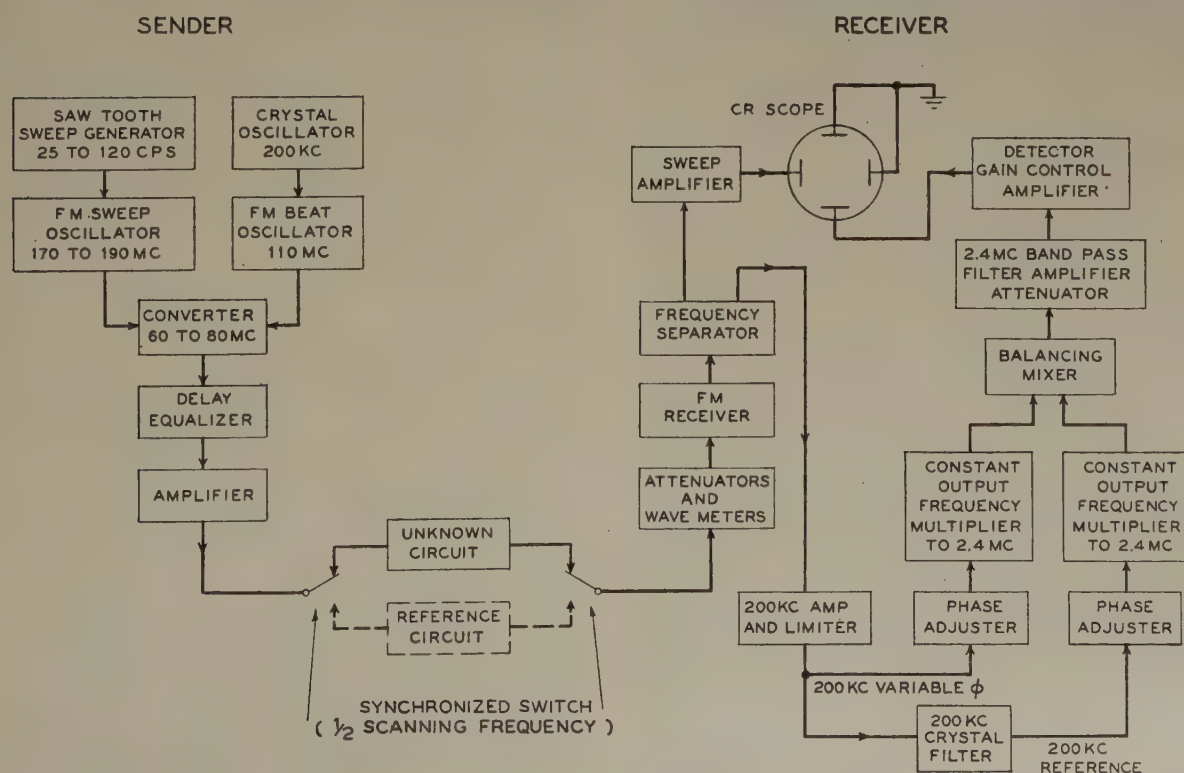 SENDER
SAW TOOTH
SWEEP GENERATOR
25 TO 120 CPS
CRYSTAL
OSCILLATOR
200 KC
FM SWEEP
OSCILLATOR
170 TO 190 MC
FM BEAT
OSCILLATOR
110 MC
CONVERTER
60 TO 80 MC
DELAY
EQUALIZER
AMPLIFIER
UNKNOWN
CIRCUIT
REFERENCE
CIRCUIT
SYNCHRONIZED SWITCH
( 1/2 SCANNING FREQUENCY )
RECEIVER
CR SCOPE
SWEEP
AMPLIFIER
DETECTOR
GAIN CONTROL
AMPLIFIER
2.4 MC BAND PASS
FILTER AMPLIFIER
ATTENUATOR
FREQUENCY
SEPARATOR
BALANCING
MIXER
FM
RECEIVER
ATTENUATORS
AND
WAVE METERS
CONSTANT
OUTPUT
FREQUENCY
MULTIPLIER
TO 2.4 MC
CONSTANT
OUTPUT
FREQUENCY
MULTIPLIER
TO 2.4 MC
200 KC AMP
AND LIMITER
PHASE
ADJUSTER
PHASE
ADJUSTER
200 KC VARIABLE ϕ
200 KC
CRYSTAL
FILTER
200 KC
REFERENCE